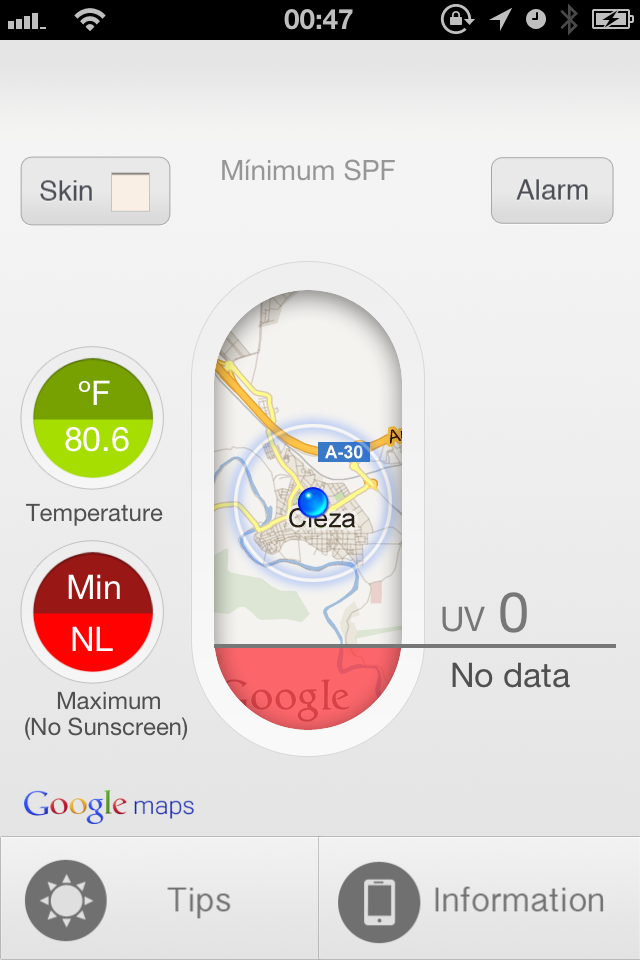 00:47
Mínimum SPF
Skin
Alarm
ºF
80.6
Temperature
A-30
Cieza
Min
NL
Maximum
(No Sunscreen)
UV 0
No data
Google
Google maps
Tips
Information